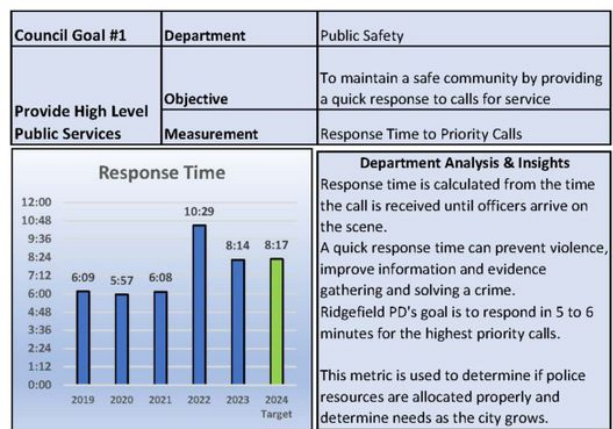 Council Goal #1
Department
Public Safety
Provide High Level
Public Services
Objective
To maintain a safe community by providing
a quick response to calls for service
Measurement
Response Time to Priority Calls
Response Time
12:00
10:48
9:36
8:24
7:12
6:00
4:48
3:36
2:24
1:12
0:00
6:09
5:57
6:08
10:29
8:14
8:17
2019
2020
2021
2022
2023
2024
Target
Department Analysis & Insights
Response time is calculated from the time
the call is received until officers arrive on
the scene.
A quick response time can prevent violence,
improve information and evidence
gathering and solving a crime.
Ridgefield PD's goal is to respond in 5 to 6
minutes for the highest priority calls.
This metric is used to determine if police
resources are allocated properly and
determine needs as the city grows.